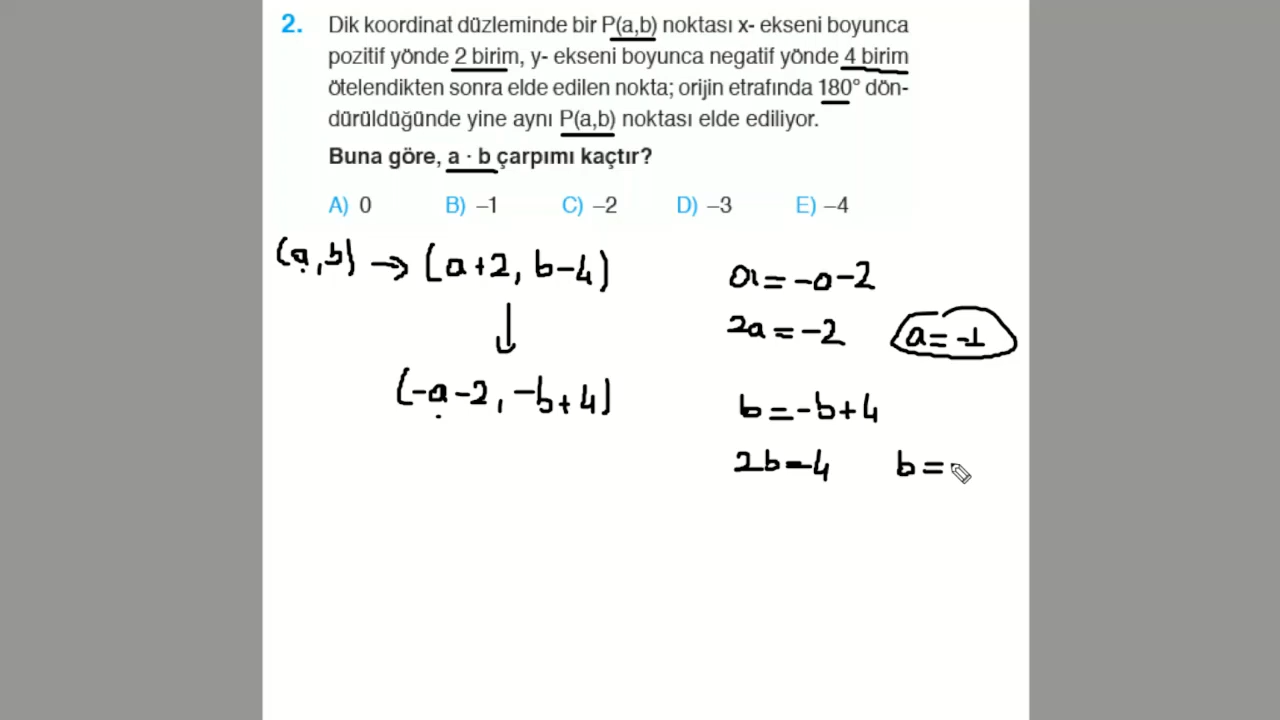 2. Dik koordinat düzleminde bir P(a,b) noktası x- ekseni boyunca
pozitif yönde 2 birim, y- ekseni boyunca negatif yönde 4 birim
ötelendikten sonra elde edilen nokta; orijin etrafında 180° dön-
dürüldüğünde yine aynı P(a,b) noktası elde ediliyor.
Buna göre, a · b çarpımı kaçtır?
A) 0 B) –1 C) –2 D) –3 E) –4
(a,b) → (a+2, b-4)
↓
(-a-2, -b+4)
a=-a-2
2a=-2 a=-1
b=-b+4
2b=4 b=